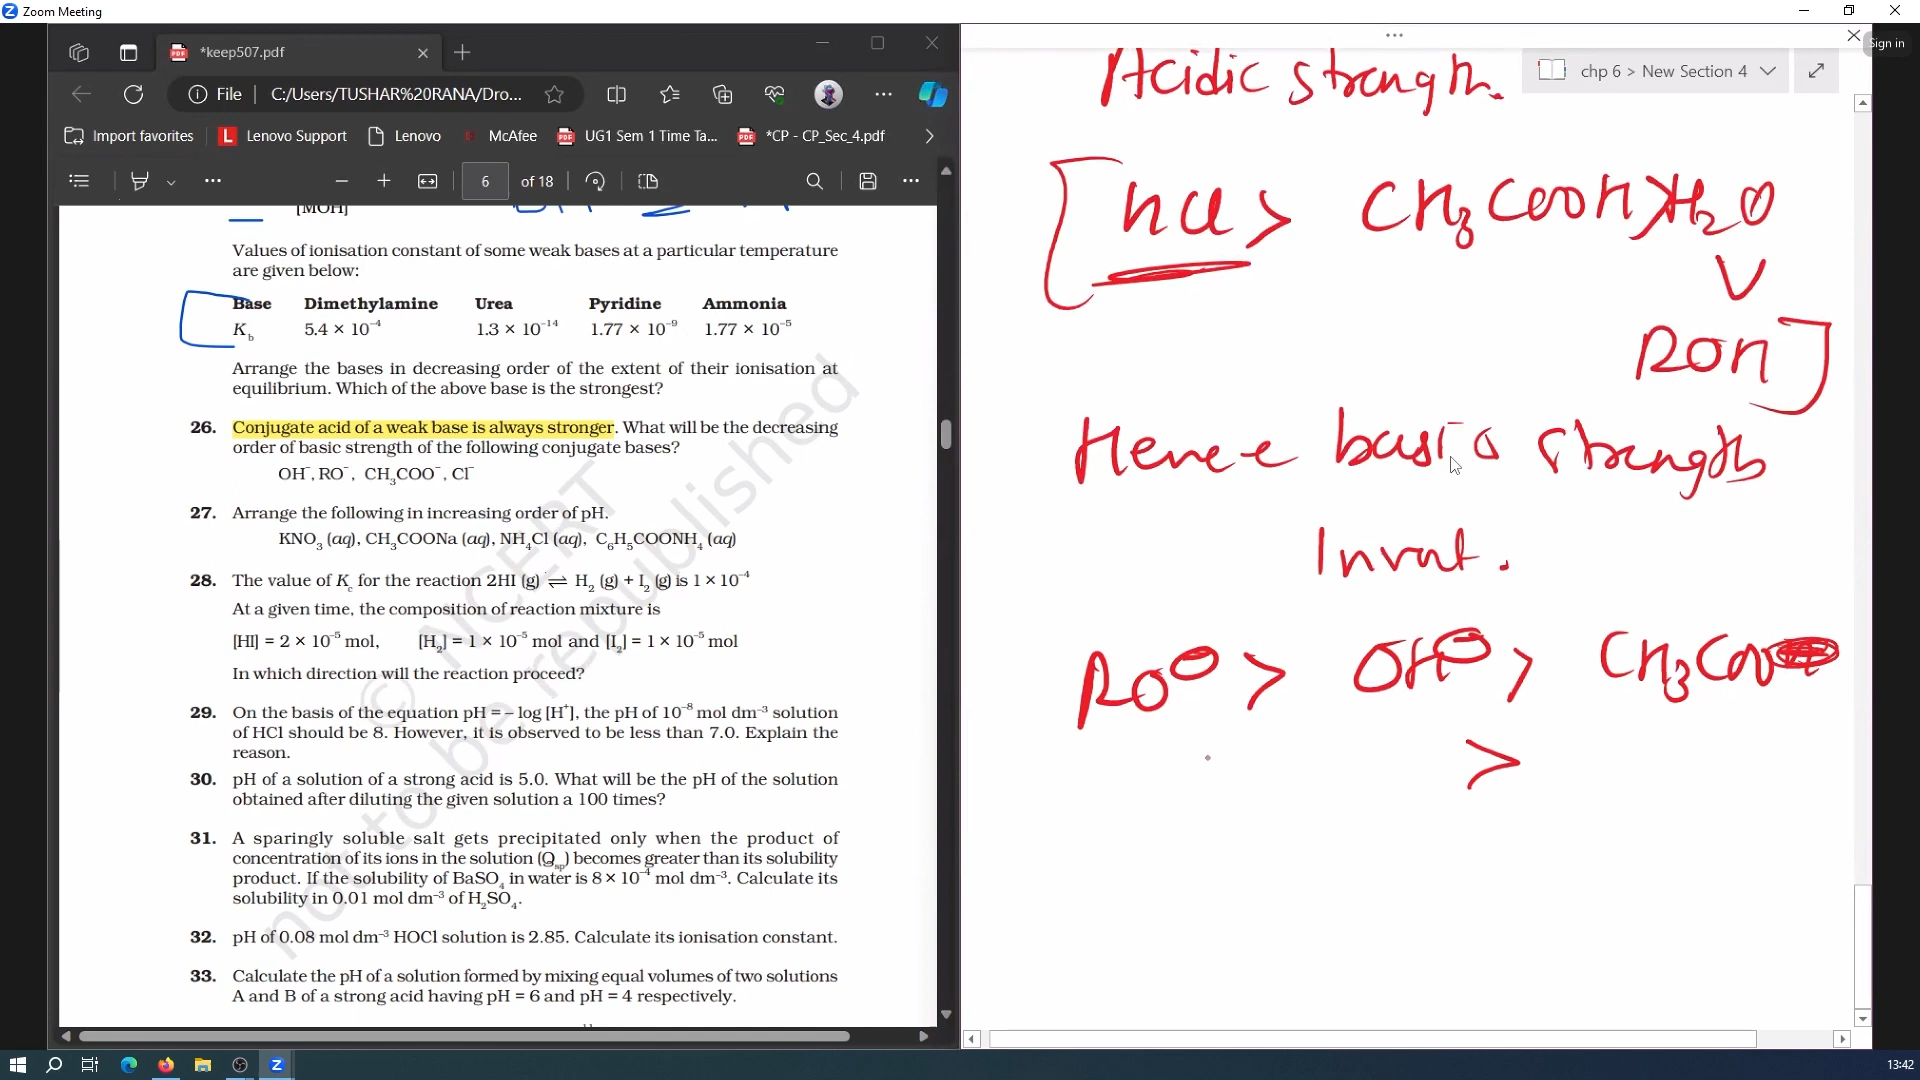 Zoom Meeting
*keep507.pdf
File | C:/Users/TUSHAR%20RANA/Dro...
Sign in
Import favorites
Lenovo Support
Lenovo
McAfee
UG1 Sem 1 Time Ta...
*CP - CP_Sec_4.pdf
6 of 18
[MOH]
Values of ionisation constant of some weak bases at a particular temperature
are given below:
Base Dimethylamine Urea Pyridine Ammonia
K_b 5.4 × 10⁻⁴ 1.3 × 10⁻¹⁴ 1.77 × 10⁻⁹ 1.77 × 10⁻⁵
Arrange the bases in decreasing order of the extent of their ionisation at
equilibrium. Which of the above base is the strongest?
26. Conjugate acid of a weak base is always stronger. What will be the decreasing
order of basic strength of the following conjugate bases?
OH⁻, RO⁻, CH₃COO⁻, Cl⁻
27. Arrange the following in increasing order of pH.
KNO₃ (aq), CH₃COONa (aq), NH₄Cl (aq), C₆H₅COONH₄ (aq)
28. The value of K_c for the reaction 2HI (g) ⇌ H₂ (g) + I₂ (g) is 1 × 10⁻⁴
At a given time, the composition of reaction mixture is
[HI] = 2 × 10⁻⁵ mol, [H₂] = 1 × 10⁻⁵ mol and [I₂] = 1 × 10⁻⁵ mol
In which direction will the reaction proceed?
29. On the basis of the equation pH = – log [H⁺], the pH of 10⁻⁸ mol dm⁻³ solution
of HCl should be 8. However, it is observed to be less than 7.0. Explain the
reason.
30. pH of a solution of a strong acid is 5.0. What will be the pH of the solution
obtained after diluting the given solution a 100 times?
31. A sparingly soluble salt gets precipitated only when the product of
concentration of its ions in the solution (Q_sp) becomes greater than its solubility
product. If the solubility of BaSO₄ in water is 8 × 10⁻⁴ mol dm⁻³. Calculate its
solubility in 0.01 mol dm⁻³ of H₂SO₄.
32. pH of 0.08 mol dm⁻³ HOCl solution is 2.85. Calculate its ionisation constant.
33. Calculate the pH of a solution formed by mixing equal volumes of two solutions
A and B of a strong acid having pH = 6 and pH = 4 respectively.
© NCERT
not to be republished
chp 6 > New Section 4
Acidic strength.
HCl > CH₃COOH > H₂O
>
ROH
Hence basic strength
RO⊖ > OH⊖ > CH₃COO
>
13:42